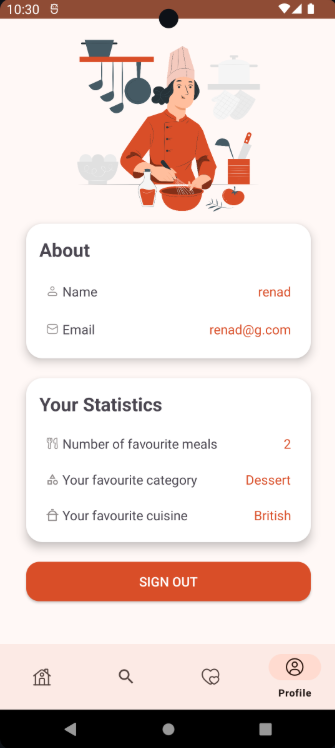 10:30
About
Name renad
Email renad@g.com
Your Statistics
Number of favourite meals 2
Your favourite category Dessert
Your favourite cuisine British
SIGN OUT
Profile